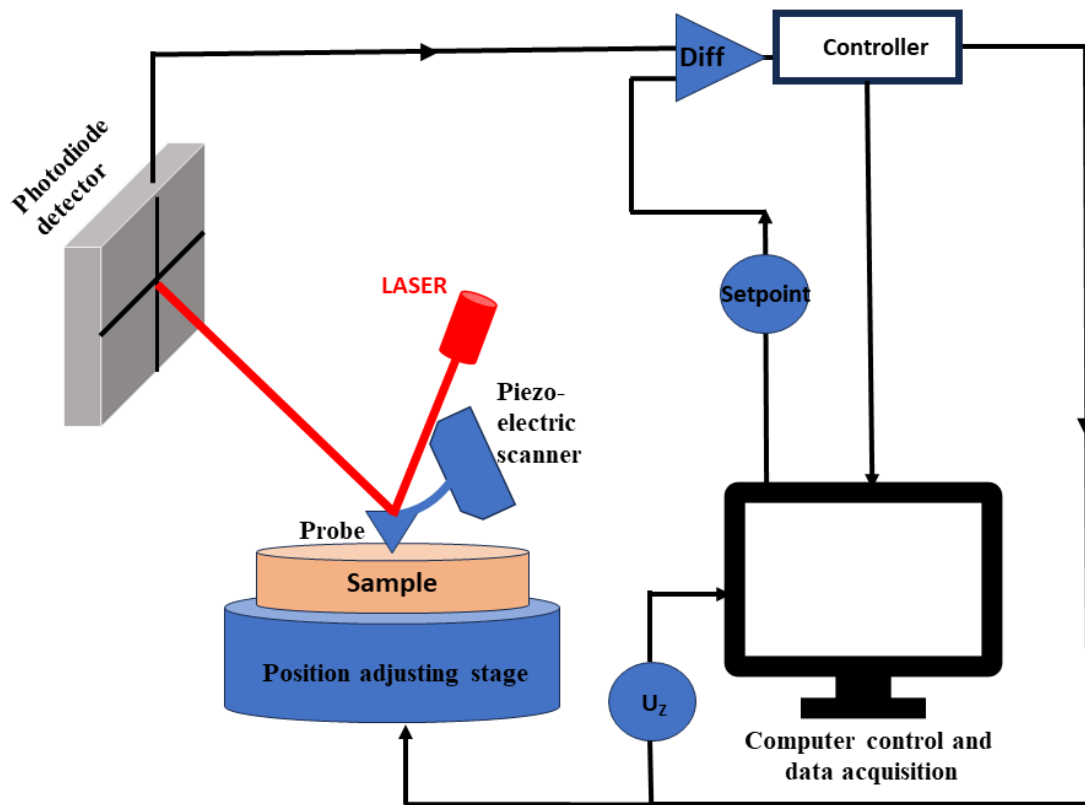 Diff
Controller
Photodiode
detector
LASER
Setpoint
Piezo-
electric
scanner
Probe
Sample
Position adjusting stage
UZ
Computer control and
data acquisition